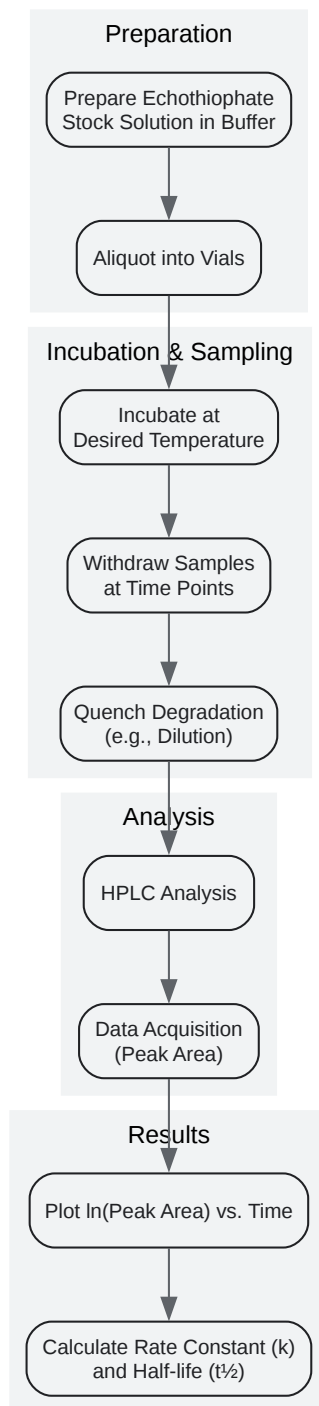 Preparation
Prepare Echothiophate
Stock Solution in Buffer
Aliquot into Vials
Incubation & Sampling
Incubate at
Desired Temperature
Withdraw Samples
at Time Points
Quench Degradation
(e.g., Dilution)
Analysis
HPLC Analysis
Data Acquisition
(Peak Area)
Results
Plot ln(Peak Area) vs. Time
Calculate Rate Constant (k)
and Half-life (t½)